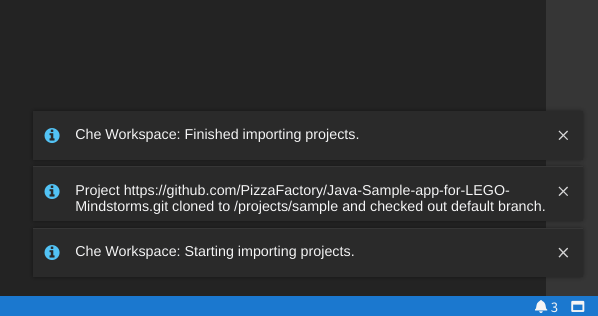 Che Workspace: Finished importing projects.
Project https://github.com/PizzaFactory/Java-Sample-app-for-LEGO-
Mindstorms.git cloned to /projects/sample and checked out default branch.
Che Workspace: Starting importing projects.
3